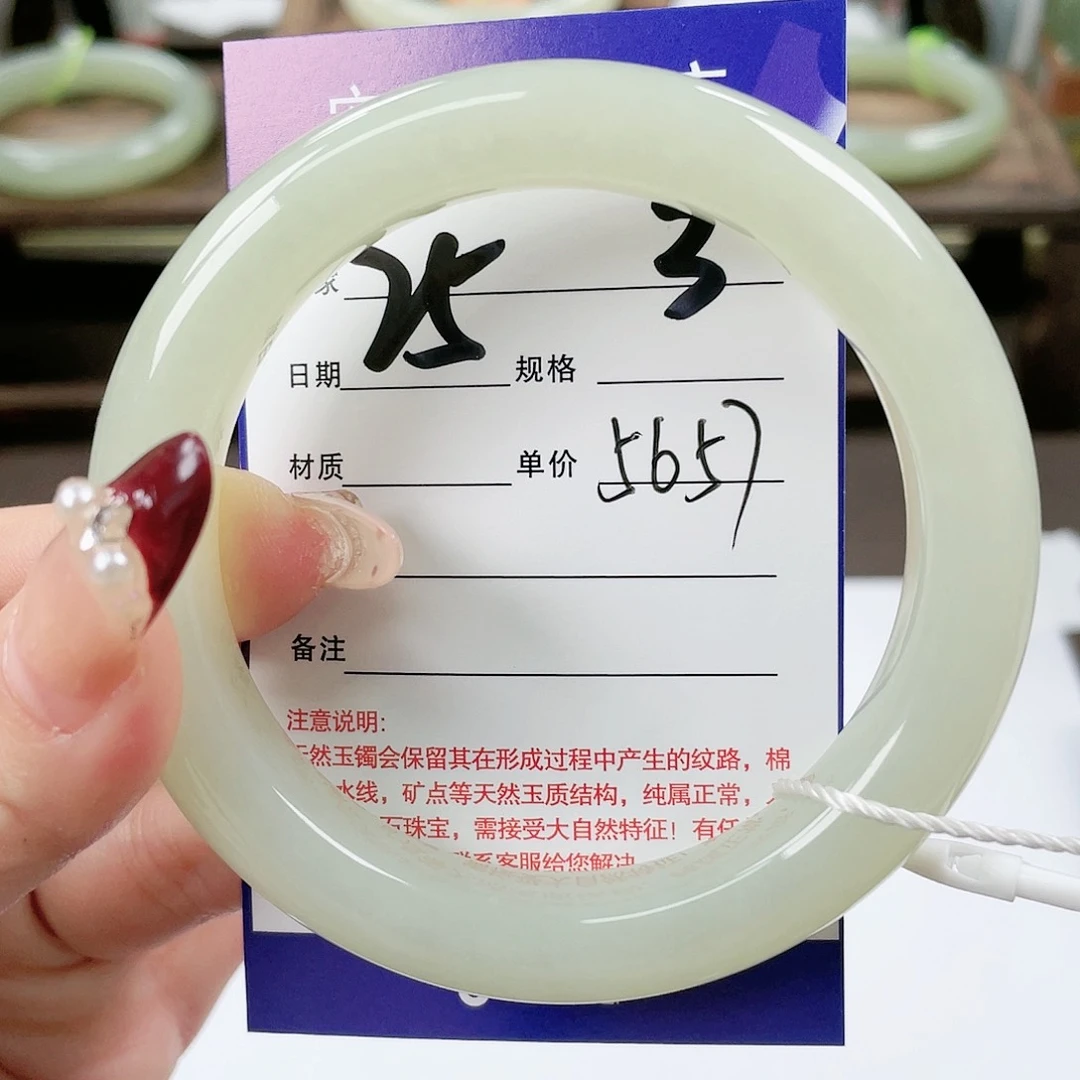 25 3
日期 规格
材质 单价 5657
备注
注意说明:
然玉镯会保留其在形成过程中产生的纹路，棉
水线，矿点等天然玉质结构，纯属正常，
石珠宝，需接受大自然特征！有任
联系客服给您解决